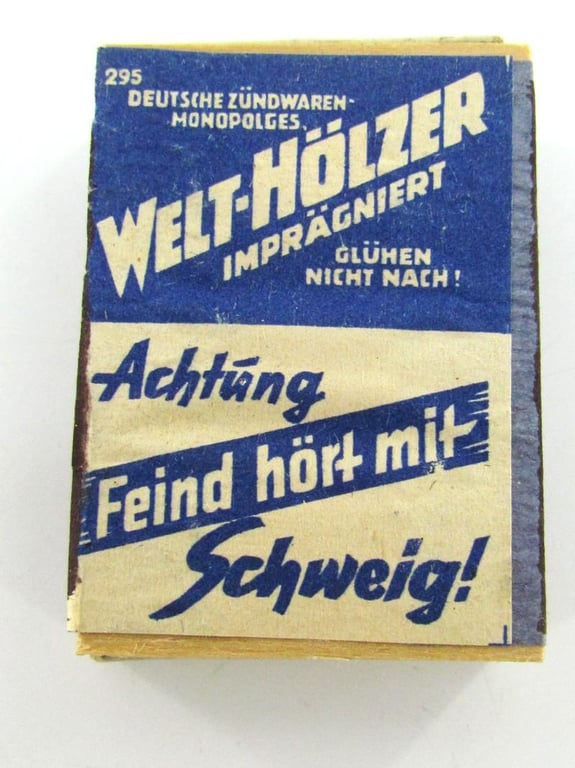 295
DEUTSCHE ZÜNDWAREN-
MONOPOLGES.
WELT-HÖLZER
IMPRÄGNIERT
GLÜHEN
NICHT NACH!
Achtung
Feind hört mit
Schweig!